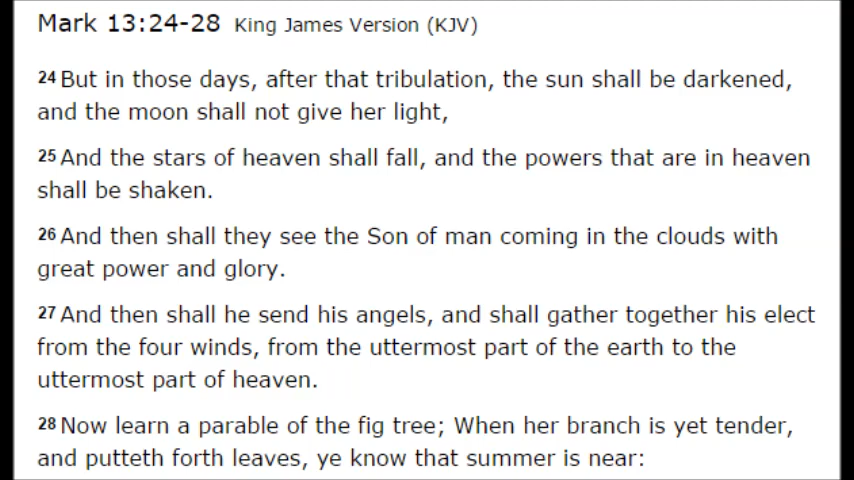 Mark 13:24-28 King James Version (KJV)
24 But in those days, after that tribulation, the sun shall be darkened,
and the moon shall not give her light,
25 And the stars of heaven shall fall, and the powers that are in heaven
shall be shaken.
26 And then shall they see the Son of man coming in the clouds with
great power and glory.
27 And then shall he send his angels, and shall gather together his elect
from the four winds, from the uttermost part of the earth to the
uttermost part of heaven.
28 Now learn a parable of the fig tree; When her branch is yet tender,
and putteth forth leaves, ye know that summer is near: